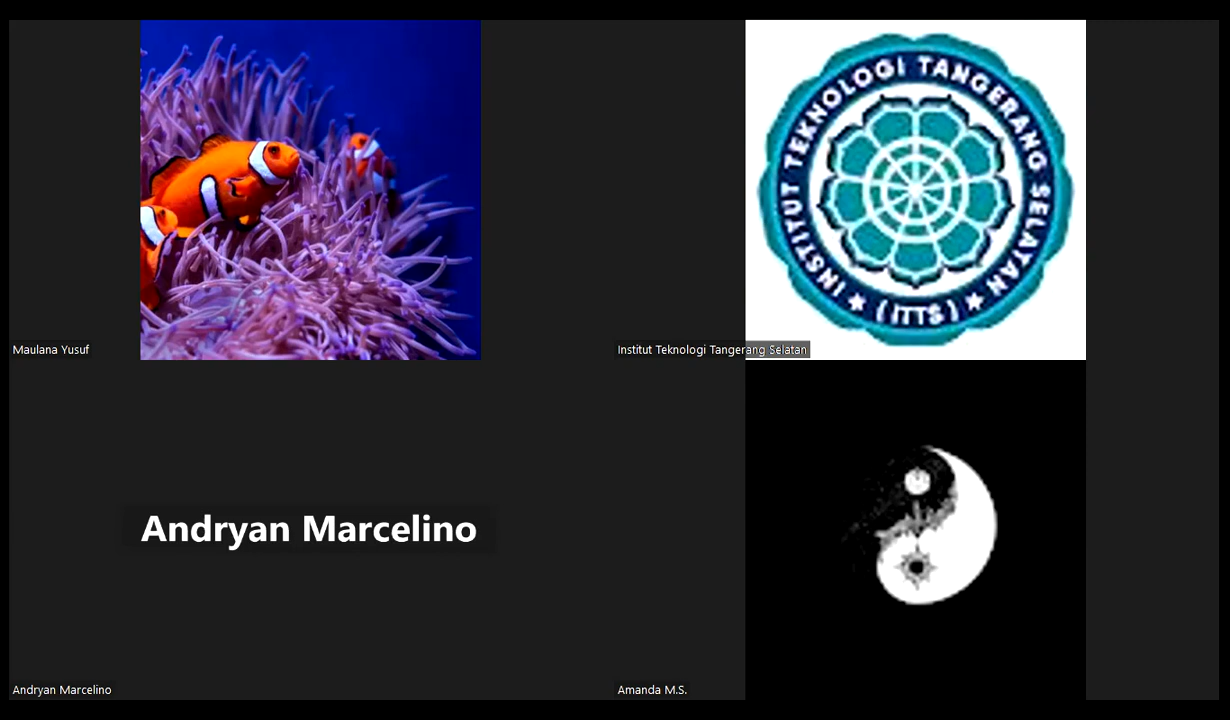 INSTITUT TEKNOLOGI TANGERANG SELATAN
( ITTS )
Maulana Yusuf
Institut Teknologi Tangerang Selatan
Andryan Marcelino
Andryan Marcelino
Amanda M.S.